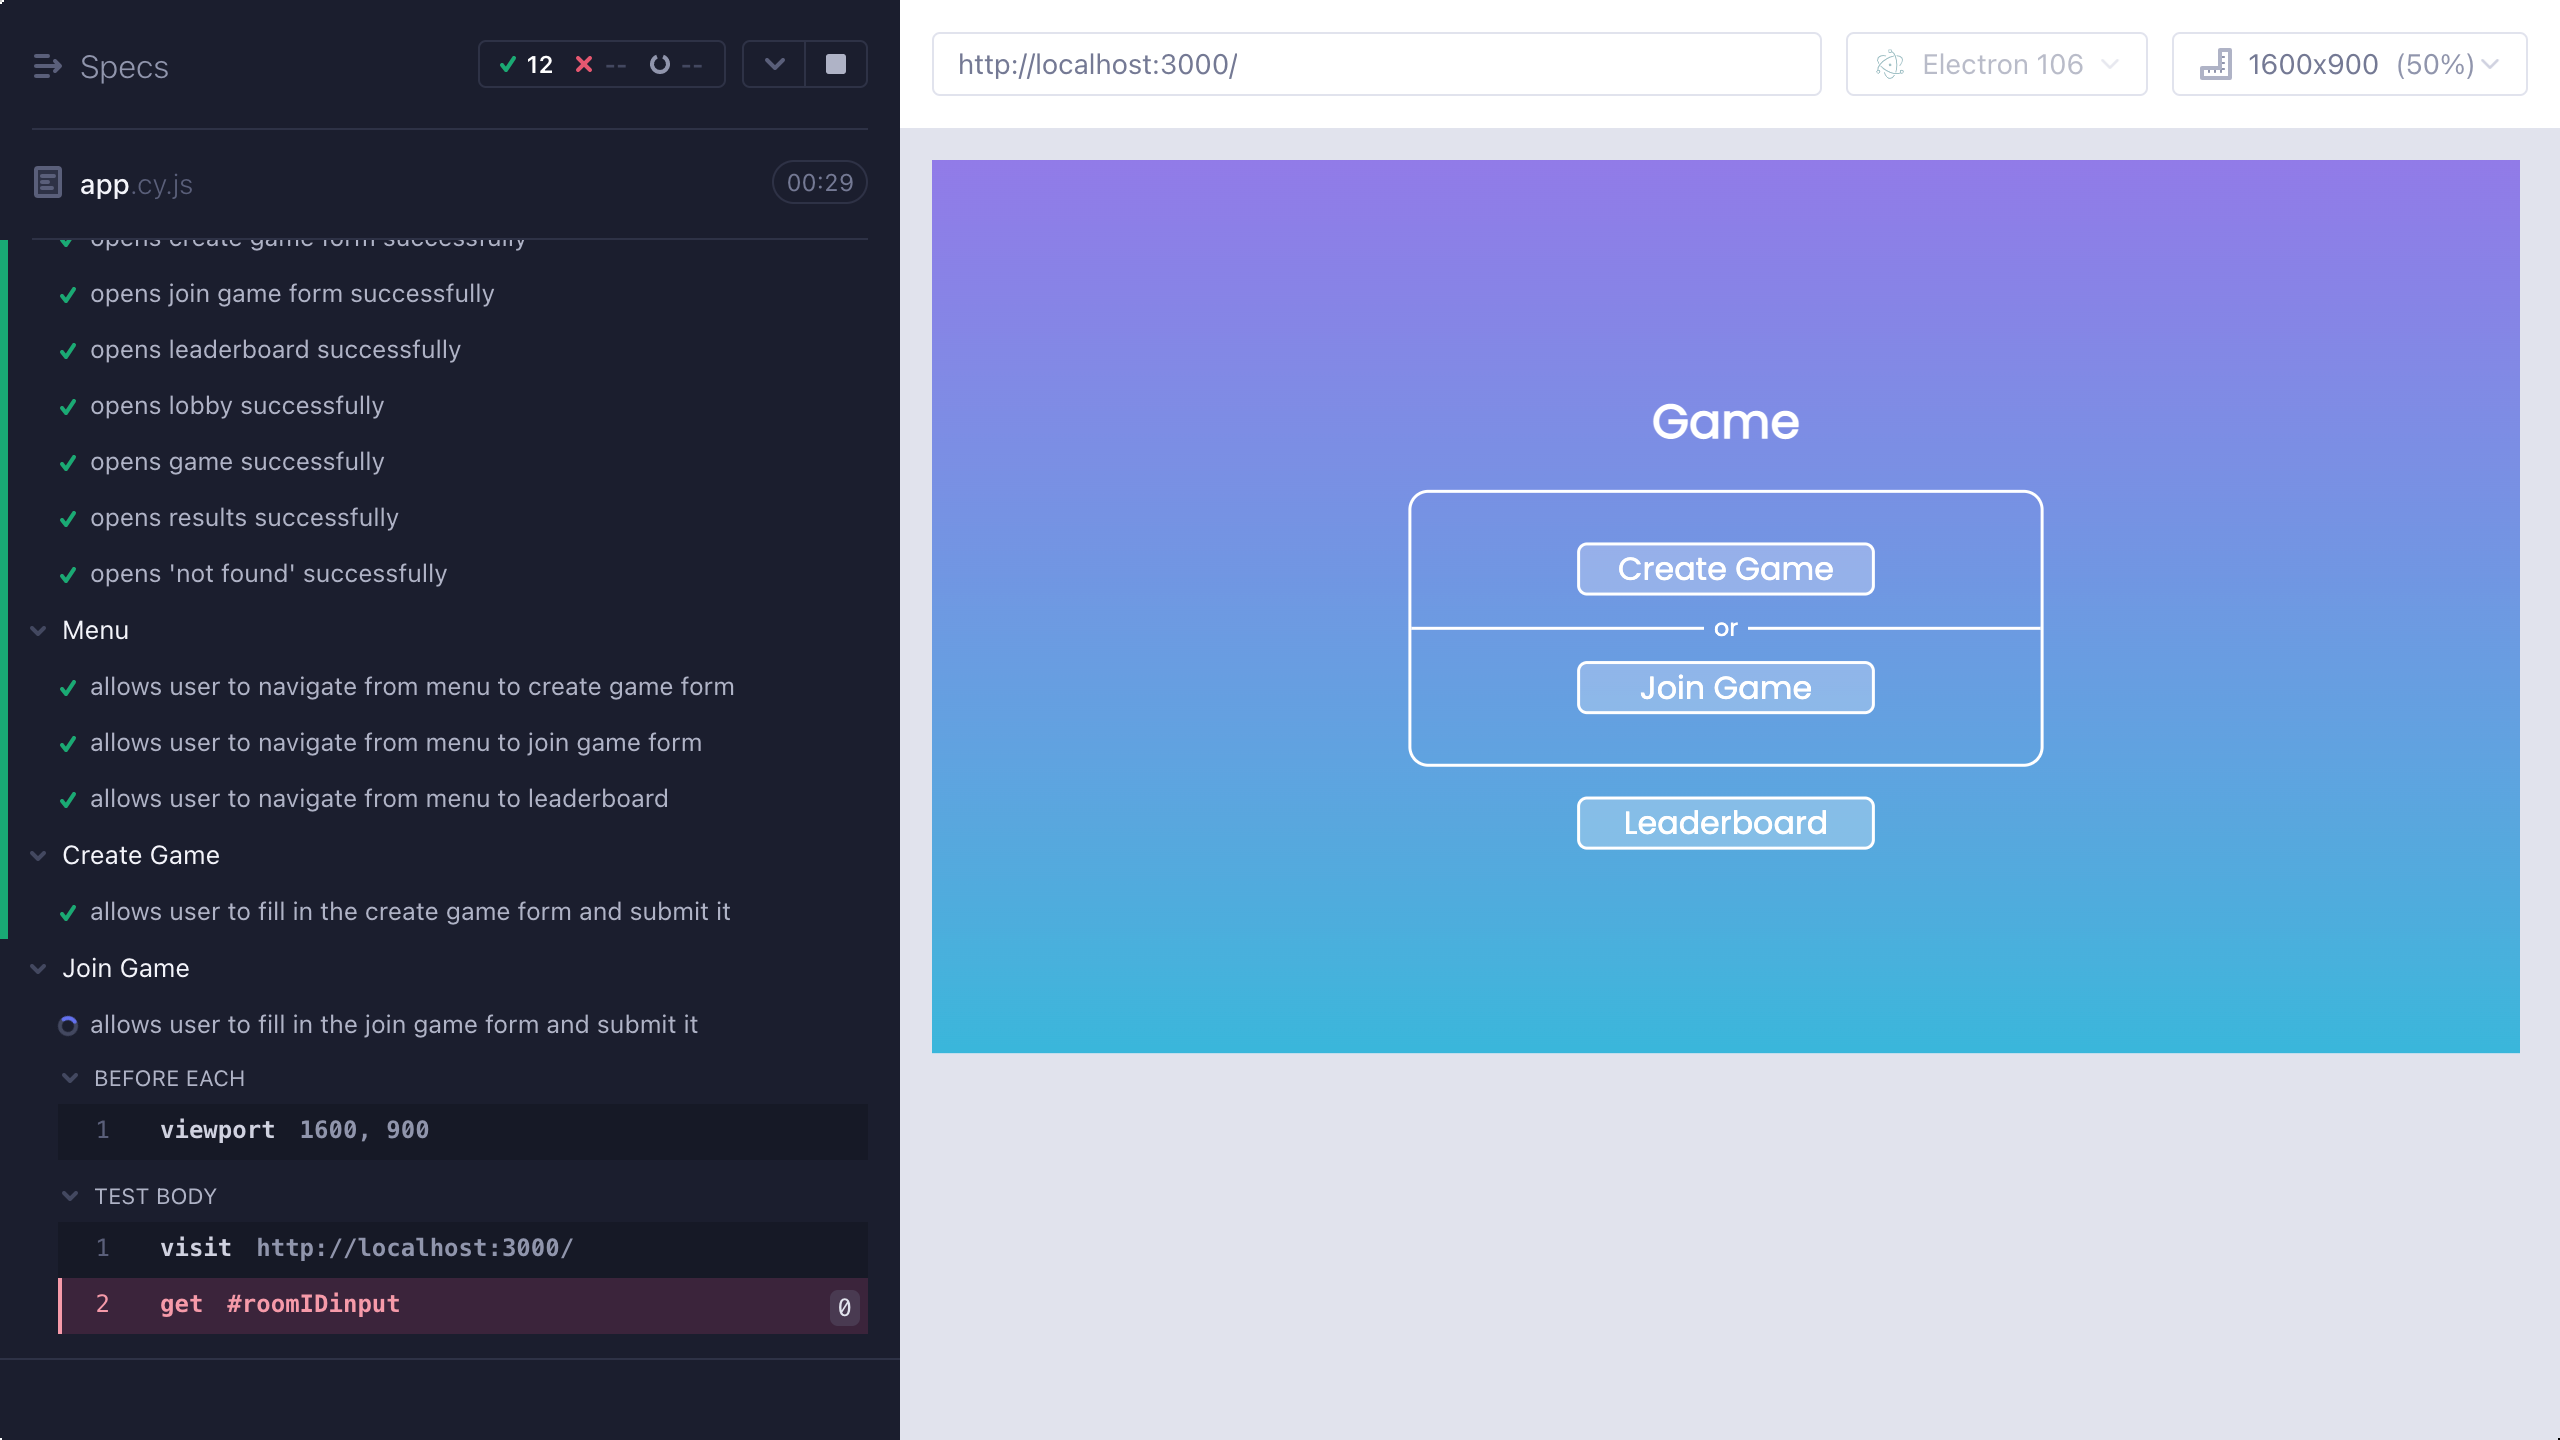 Specs
12 -- --
app.cy.js
00:29
opens create game form successfully
opens join game form successfully
opens leaderboard successfully
opens lobby successfully
opens game successfully
opens results successfully
opens 'not found' successfully
Menu
allows user to navigate from menu to create game form
allows user to navigate from menu to join game form
allows user to navigate from menu to leaderboard
Create Game
allows user to fill in the create game form and submit it
Join Game
allows user to fill in the join game form and submit it
BEFORE EACH
1 viewport 1600, 900
TEST BODY
1 visit http://localhost:3000/
2 get #roomIDinput 0
http://localhost:3000/
Electron 106
1600x900 (50%)
Game
Create Game
or
Join Game
Leaderboard